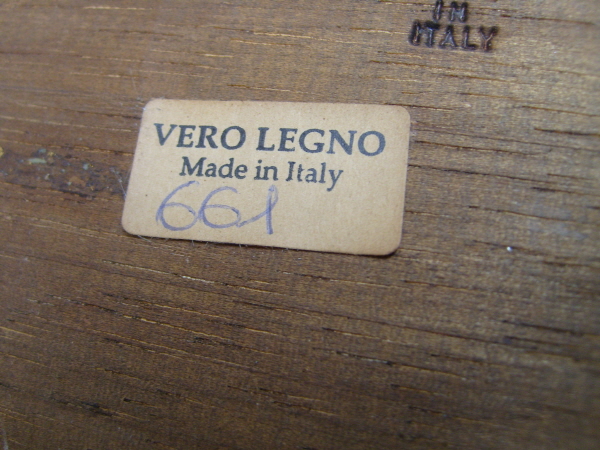 IN
ITALY
VERO LEGNO
Made in Italy
661